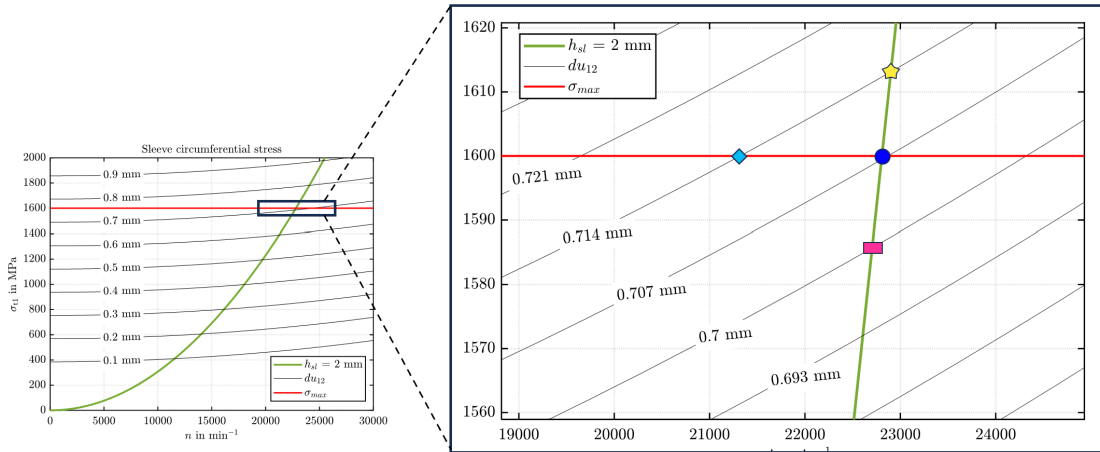 Sleeve circumferential stress
2000
1800
1600
1400
1200
1000
800
600
400
200
0
σt1 in MPa
0.9 mm
0.8 mm
0.7 mm
0.6 mm
0.5 mm
0.4 mm
0.3 mm
0.2 mm
0.1 mm
hsl = 2 mm
du12
σmax
0
5000
10000
15000
20000
25000
30000
n in min−1
1620
1610
1600
1590
1580
1570
1560
hsl = 2 mm
du12
σmax
0.721 mm
0.714 mm
0.707 mm
0.7 mm
0.693 mm
19000
20000
21000
22000
23000
24000